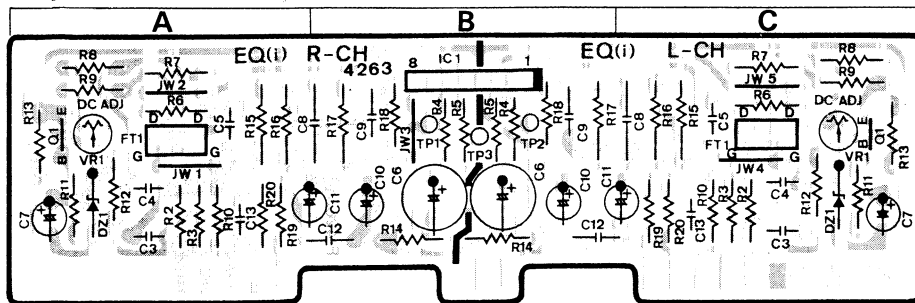 A B C
EQ(i) R-CH EQ(i) L-CH
4263
8 IC1 1
R8 R7 R7 R8
R9 JW2 JW5 R9
R6 R6
DC ADJ D D D D DC ADJ
R13 Q1 E B VR1 FT1 G G JW1 C5 R15 R16 C8 R17 C9 R18 JW3 R4 R5 R5 R4 R18 C9 R17 C8 R16 R15 C5 FT1 G G JW4 VR1 E B Q1 R13
TP1 TP3 TP2
C7 R11 DZ1 R12 C4 C3 R2 R3 R10 C13 R20 R19 C11 C10 C6 C6 C10 C11 R19 R20 C13 R10 R3 R2 C4 C3 R12 DZ1 R11 C7
C12 R14 R14 C12